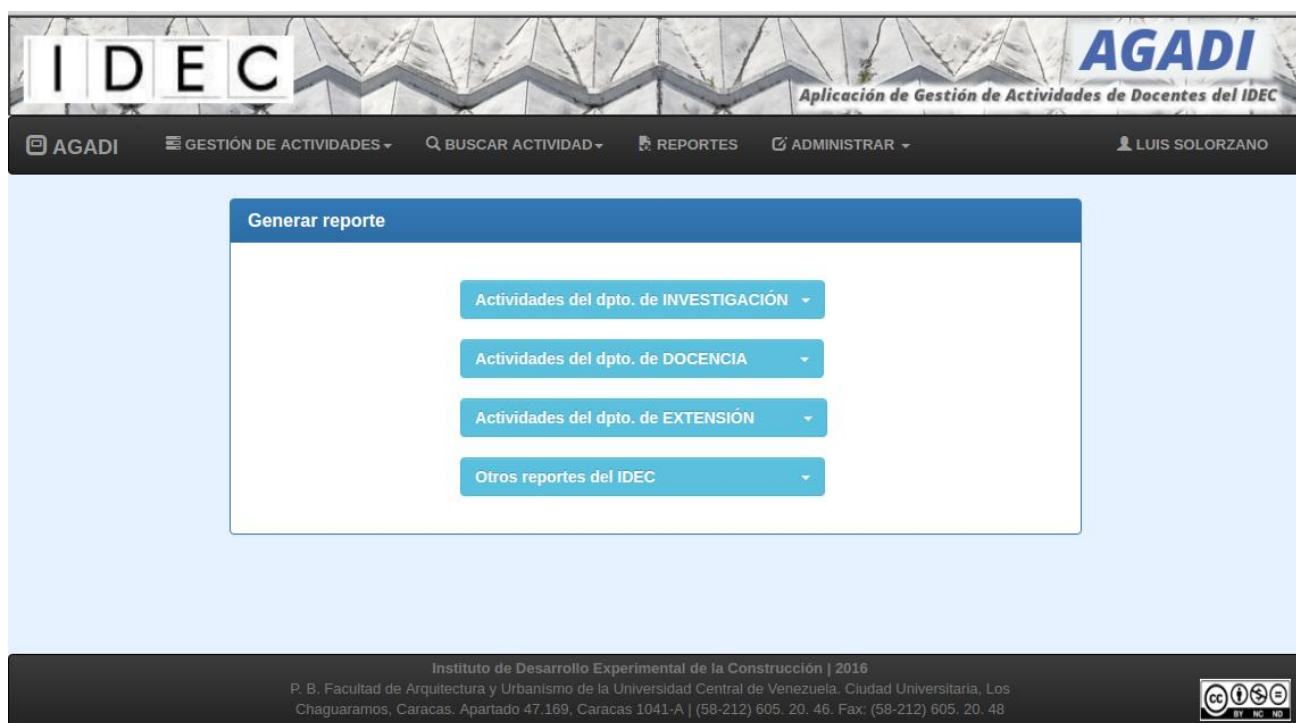 IDEC
AGADI
Aplicación de Gestión de Actividades de Docentes del IDEC
AGADI GESTIÓN DE ACTIVIDADES BUSCAR ACTIVIDAD REPORTES ADMINISTRAR LUIS SOLORZANO
Generar reporte
Actividades del dpto. de INVESTIGACIÓN
Actividades del dpto. de DOCENCIA
Actividades del dpto. de EXTENSIÓN
Otros reportes del IDEC
Instituto de Desarrollo Experimental de la Construcción | 2016
P. B. Facultad de Arquitectura y Urbanismo de la Universidad Central de Venezuela. Ciudad Universitaria, Los
Chaguaramos, Caracas. Apartado 47.169, Caracas 1041-A | (58-212) 605. 20. 46. Fax: (58-212) 605. 20. 48
cc
BY NC ND